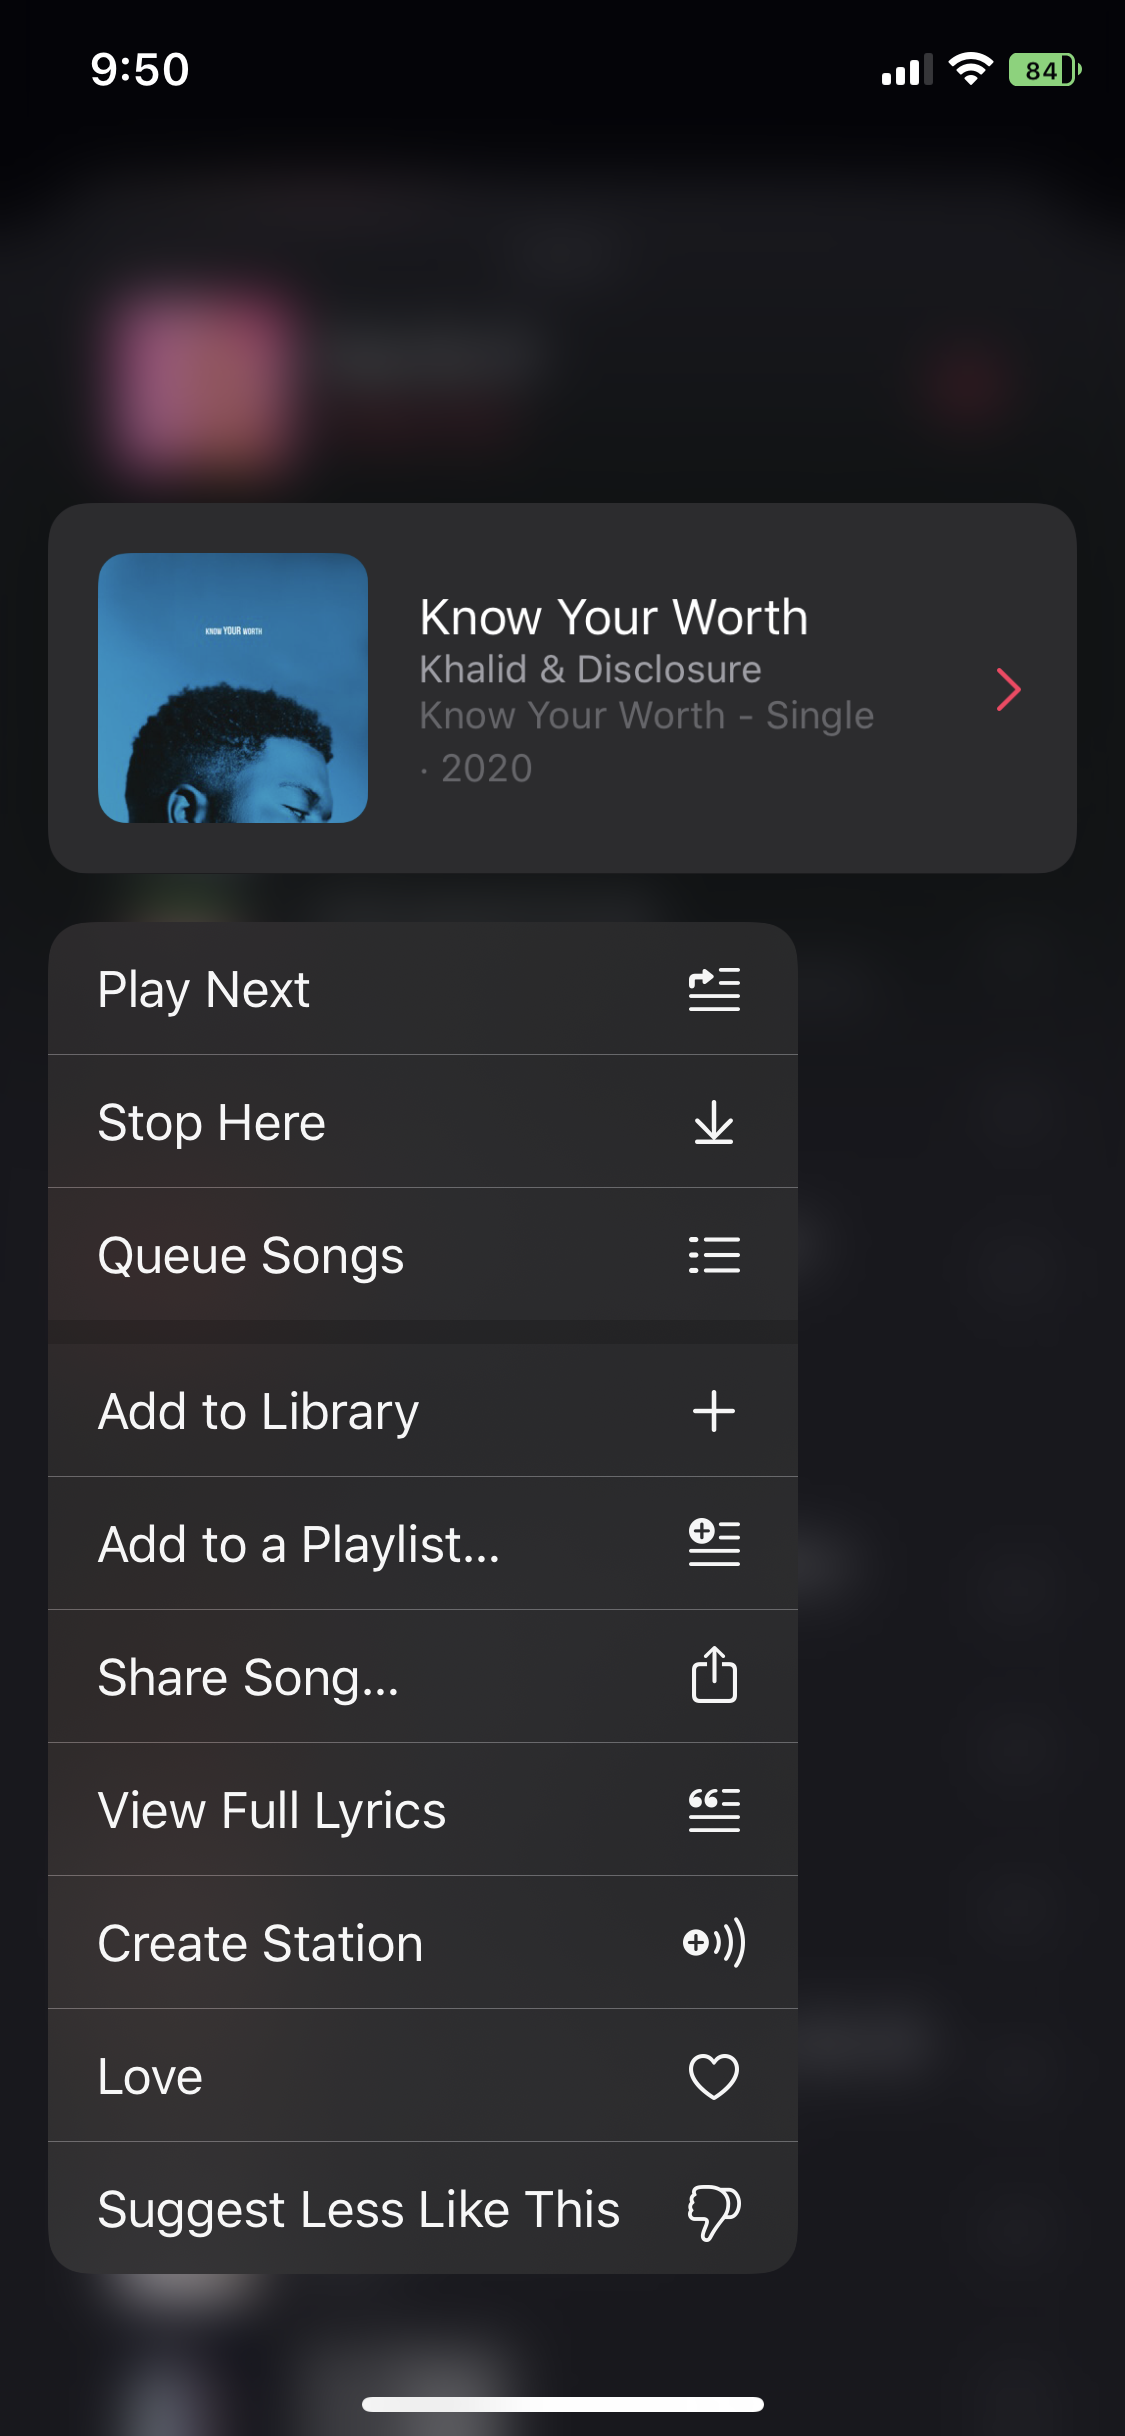 9:50
84
KNOW YOUR WORTH
Know Your Worth
Khalid & Disclosure
Know Your Worth - Single
· 2020
Play Next
Stop Here
Queue Songs
Add to Library
Add to a Playlist...
Share Song...
View Full Lyrics
Create Station
Love
Suggest Less Like This